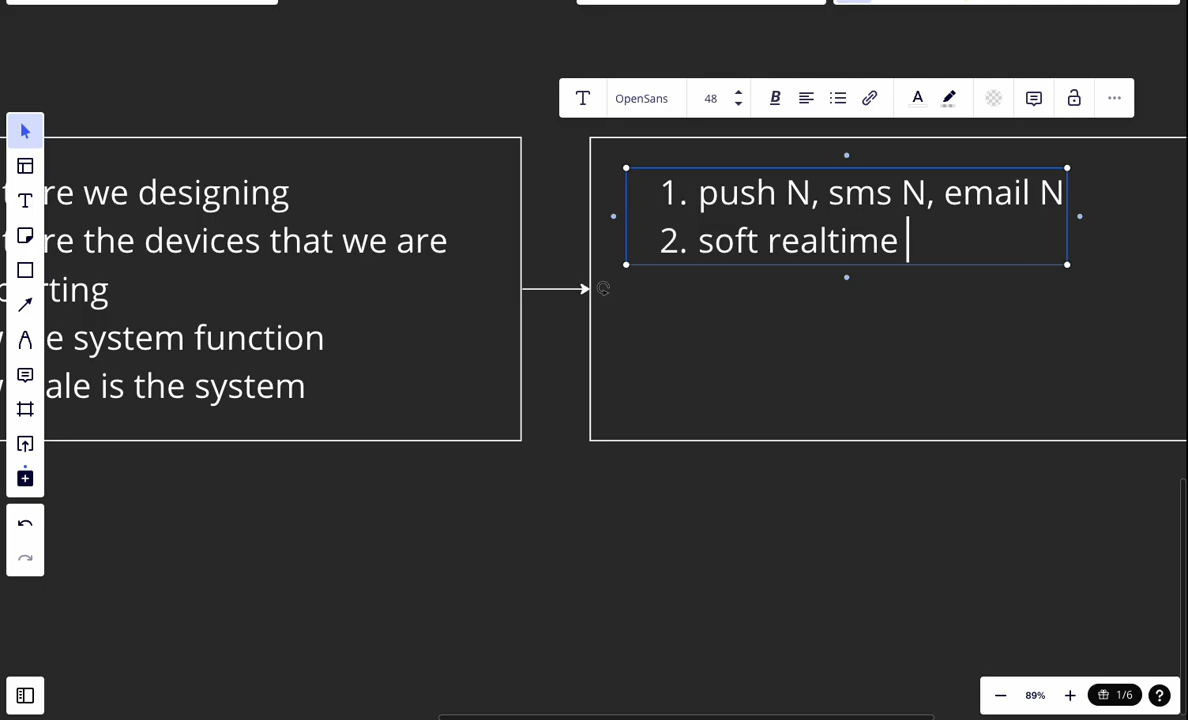 OpenSans
48
B
A
re we designing
re the devices that we are
rting
e system function
ale is the system
1. push N, sms N, email N
2. soft realtime
89%
1/6
?